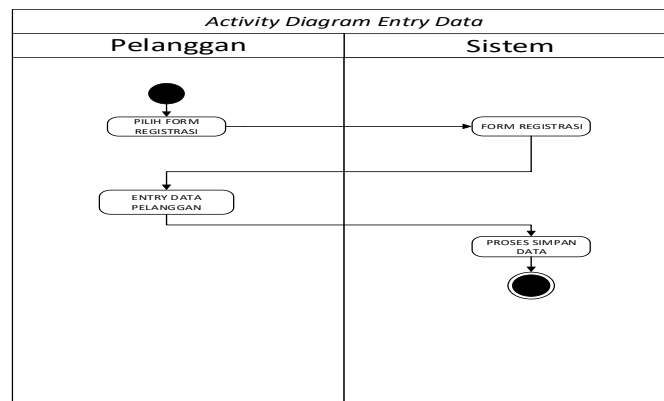 Activity Diagram Entry Data
Pelanggan
Sistem
PILIH FORM
REGISTRASI
FORM REGISTRASI
ENTRY DATA
PELANGGAN
PROSES SIMPAN
DATA